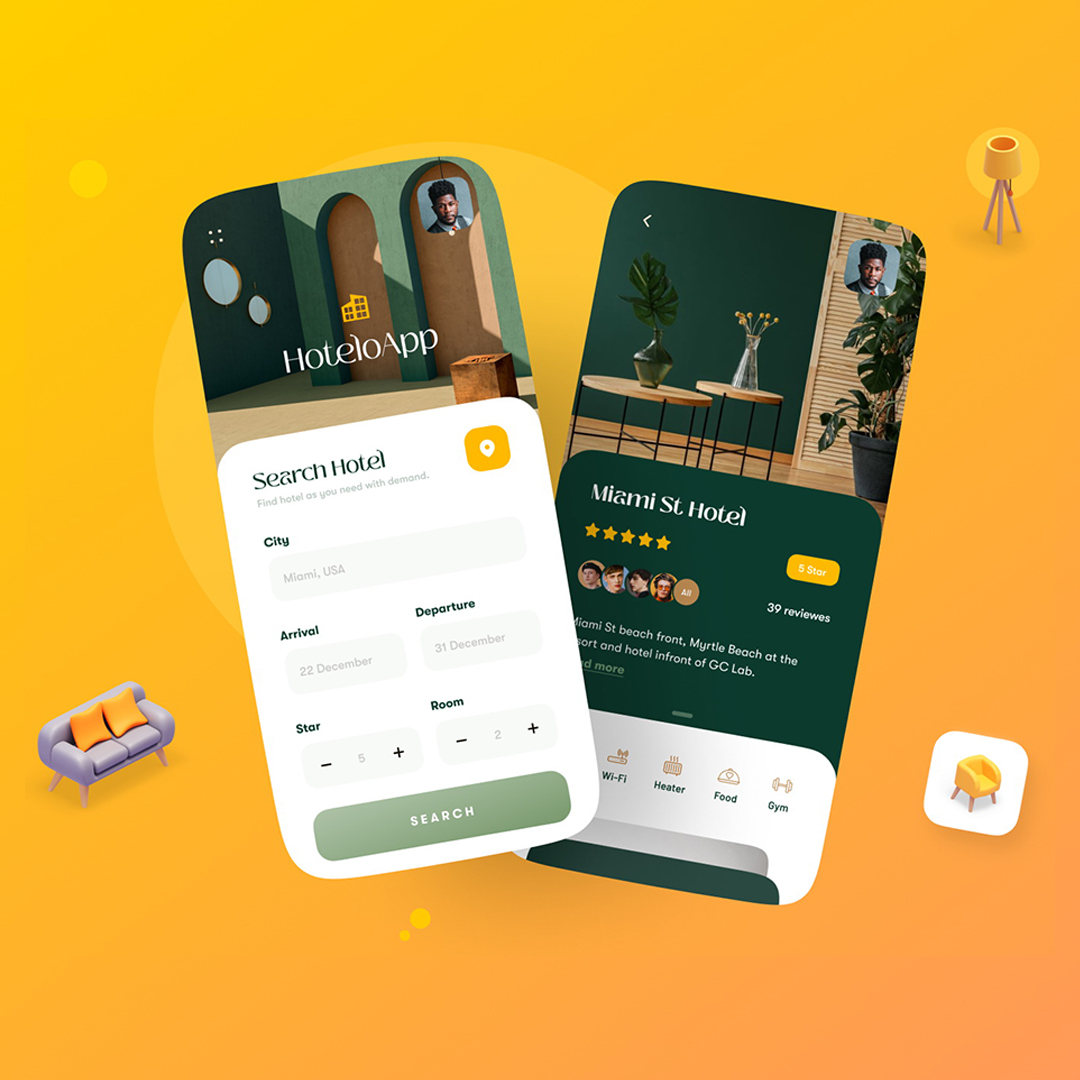 HoteloApp
Search Hotel
Find hotel as you need with demand.
City
Miami, USA
Arrival
Departure
22 December
31 December
Star
Room
5
2
SEARCH
Miami St Hotel
5 Star
All
39 reviewes
Miami St beach front, Myrtle Beach at the
and hotel infront of GC Lab.
more
Wi-Fi
Heater
Food
Gym